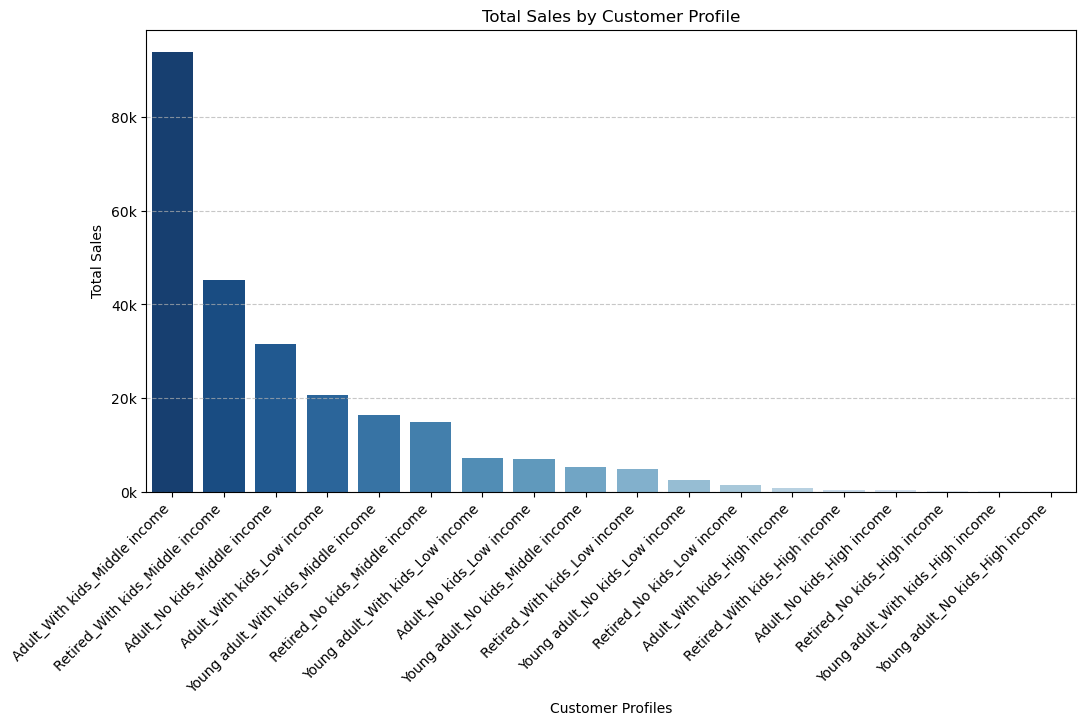 Total Sales by Customer Profile
Total Sales
80k
60k
40k
20k
0k
Adult_With kids_Middle income
Retired_With kids_Middle income
Adult_No kids_Middle income
Adult_With kids_Low income
Young adult_With kids_Middle income
Retired_No kids_Middle income
Young adult_With kids_Low income
Adult_No kids_Low income
Young adult_No kids_Middle income
Retired_With kids_Low income
Young adult_No kids_Low income
Retired_No kids_Low income
Adult_With kids_High income
Retired_With kids_High income
Adult_No kids_High income
Retired_No kids_High income
Young adult_With kids_High income
Young adult_No kids_High income
Customer Profiles